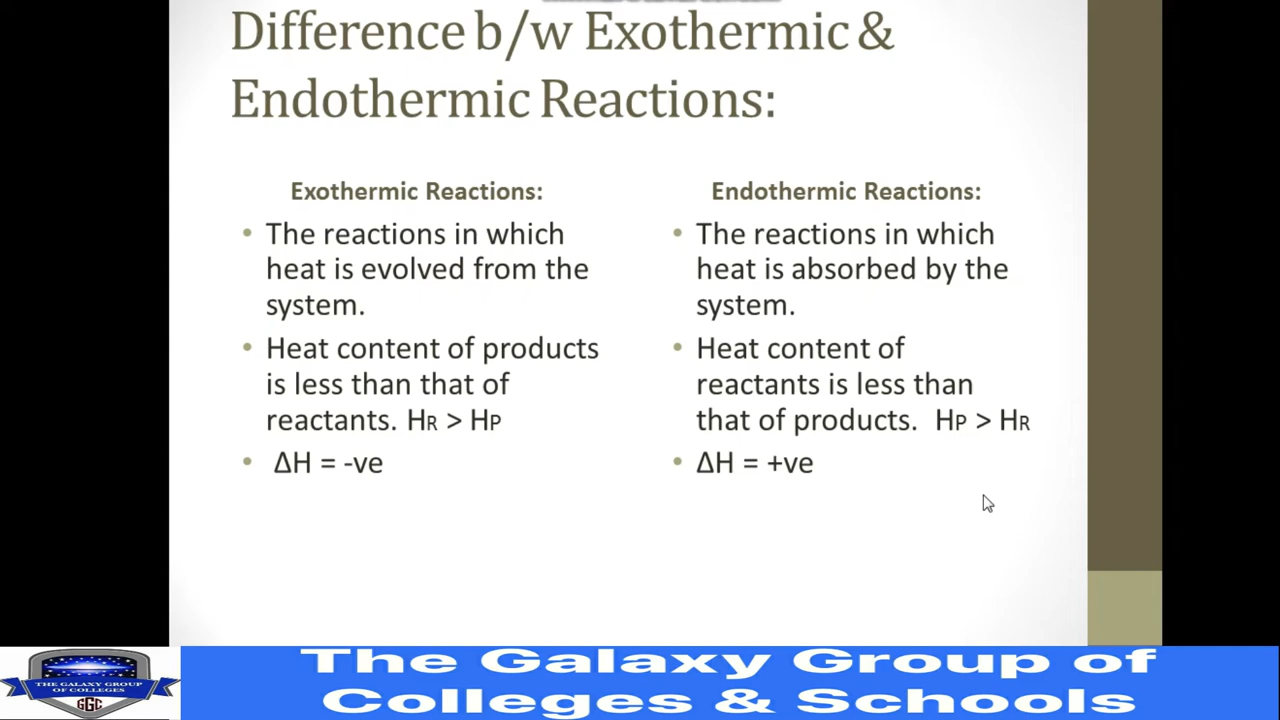 Difference b/w Exothermic &
Endothermic Reactions:
Exothermic Reactions:
• The reactions in which
heat is evolved from the
system.
• Heat content of products
is less than that of
reactants. HR > HP
• ΔH = -ve
Endothermic Reactions:
• The reactions in which
heat is absorbed by the
system.
• Heat content of
reactants is less than
that of products. HP > HR
• ΔH = +ve
THE GALAXY GROUP
OF COLLEGES
GGC
The Galaxy Group of
Colleges & Schools